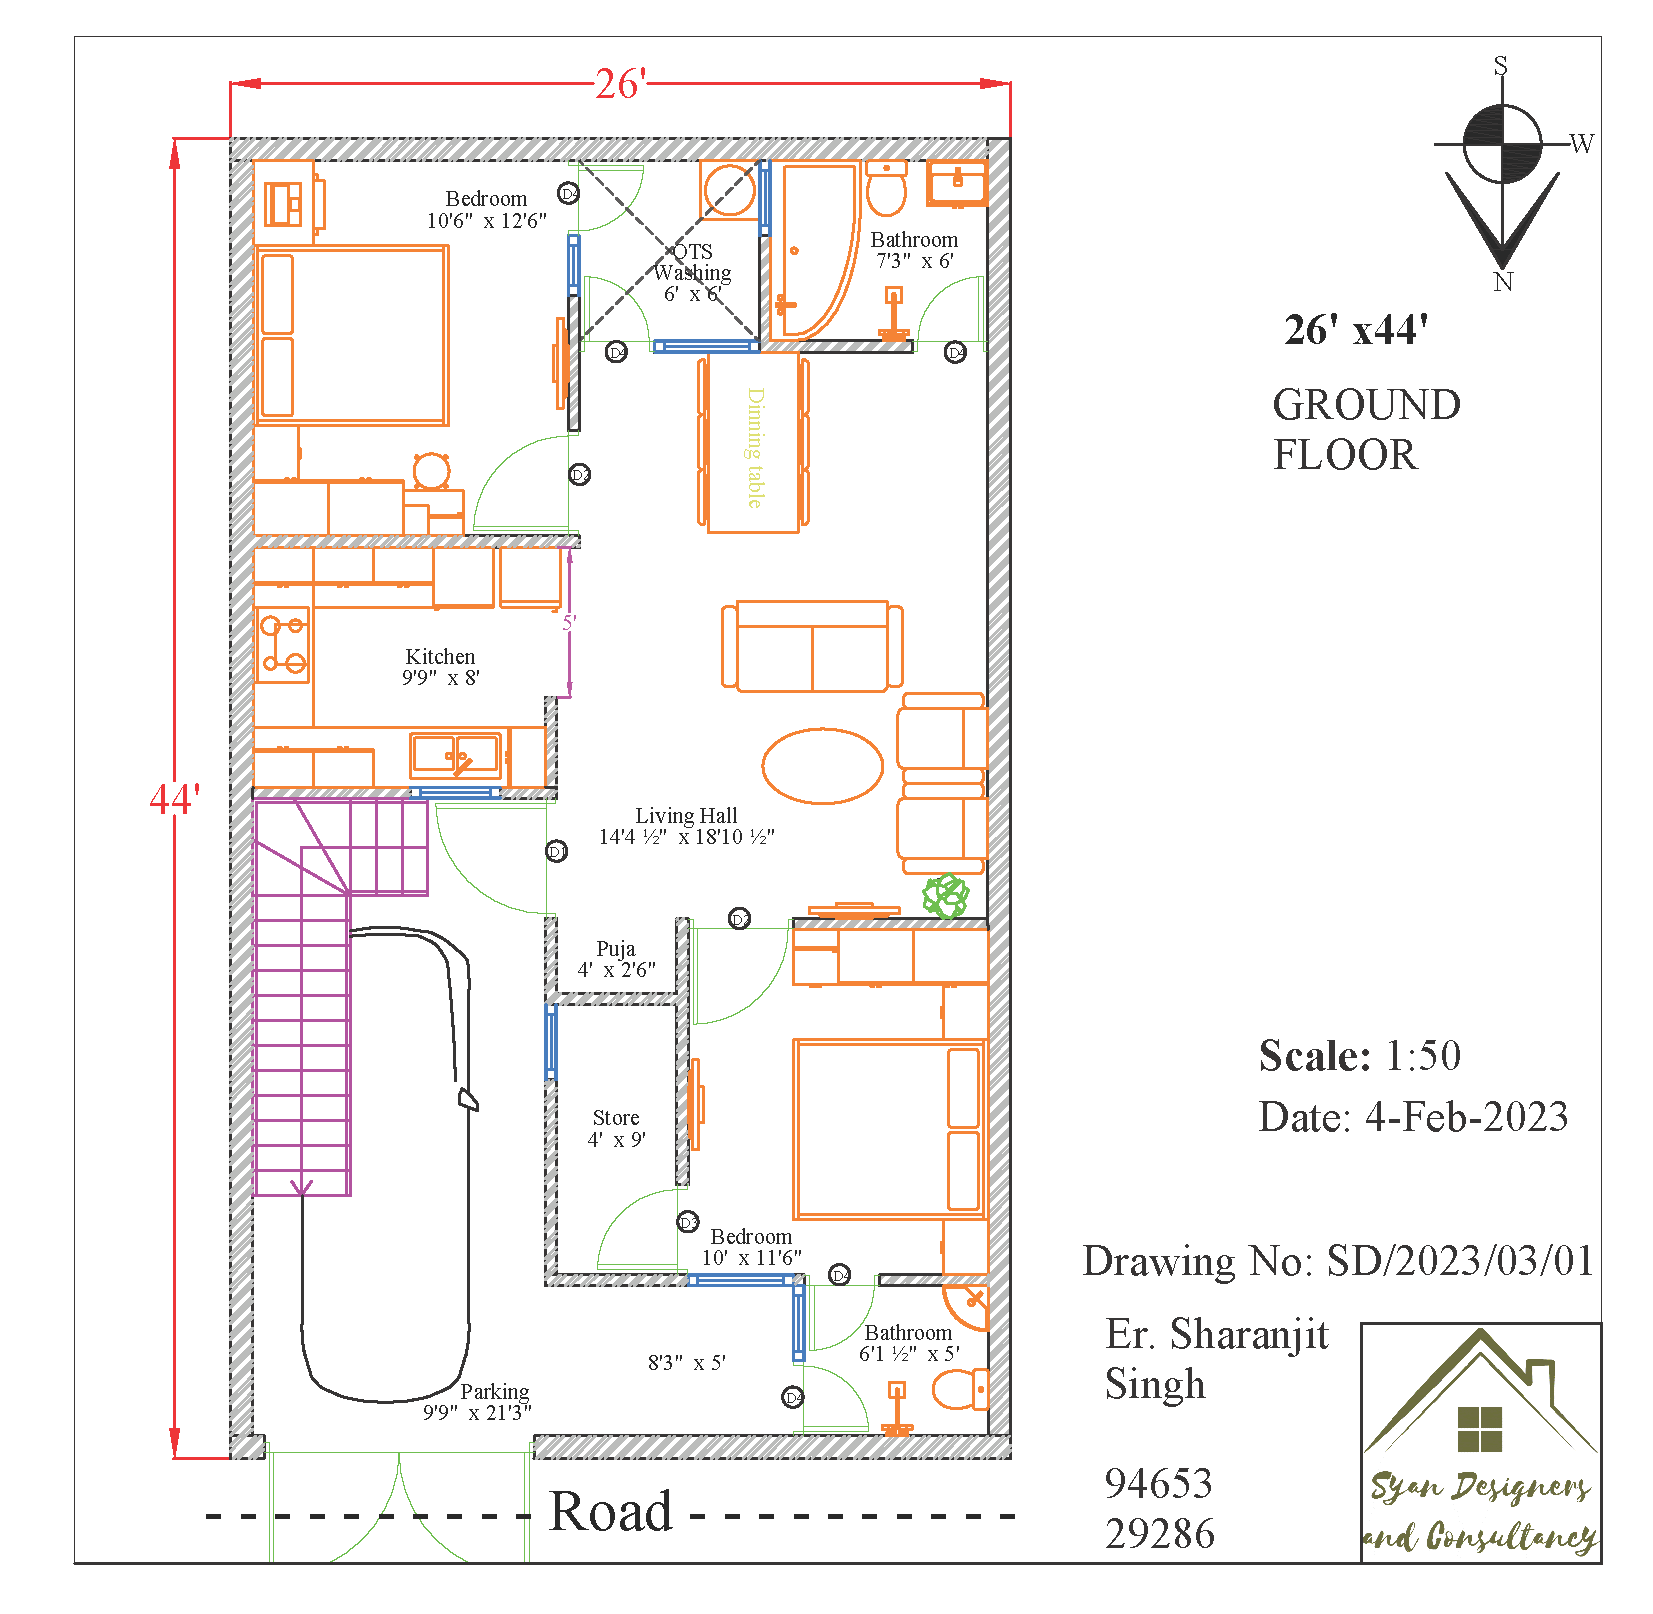 26'
S
W
N
Bedroom
10'6" x 12'6"
D4
OTS
Washing
6' x 6'
Bathroom
7'3" x 6'
D4
D4
26' x44'
GROUND
FLOOR
Dinning table
D2
5'
Kitchen
9'9" x 8'
44'
Living Hall
14'4 ½" x 18'10 ½"
D1
D2
Puja
4' x 2'6"
Scale: 1:50
Date: 4-Feb-2023
Store
4' x 9'
D3
Bedroom
10' x 11'6"
D4
Drawing No: SD/2023/03/01
Er. Sharanjit
Singh
Bathroom
6'1 ½" x 5'
8'3" x 5'
D4
Parking
9'9" x 21'3"
94653
29286
Road
Syan Designers
and Consultancy